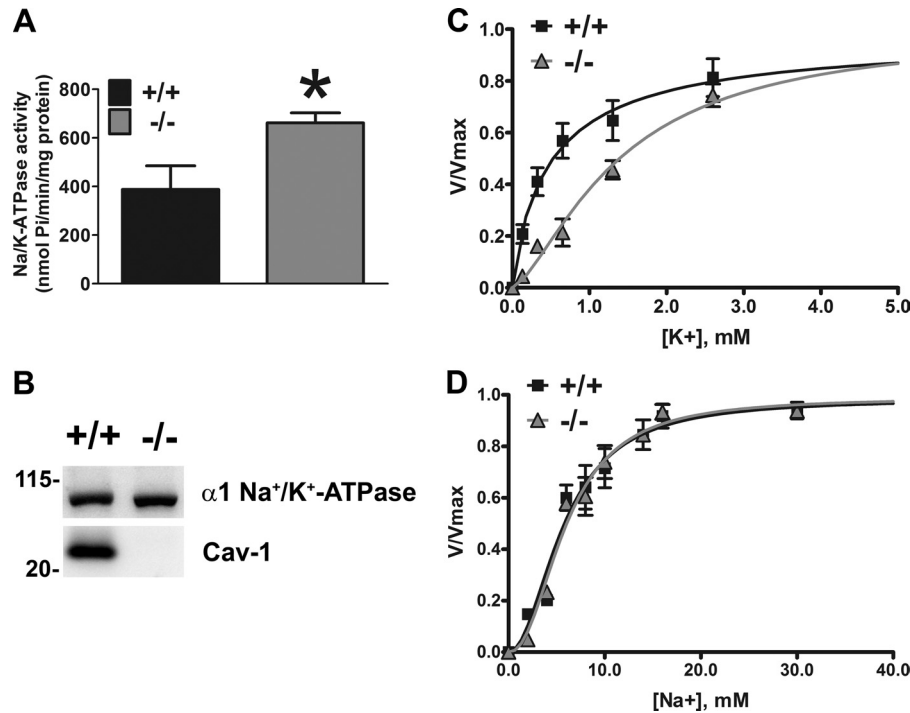 A
Na/K-ATPase activity
(nmol Pi/min/mg protein)
800
600
400
200
0
+/+
-/-
*
B
+/+ -/-
115-
α1 Na⁺/K⁺-ATPase
20-
Cav-1
C
+/+
-/-
V/Vmax
1.0
0.8
0.6
0.4
0.2
0.0
0.0 1.0 2.0 3.0 4.0 5.0
[K+], mM
D
+/+
-/-
V/Vmax
1.0
0.8
0.6
0.4
0.2
0.0
0.0 10.0 20.0 30.0 40.0
[Na+], mM